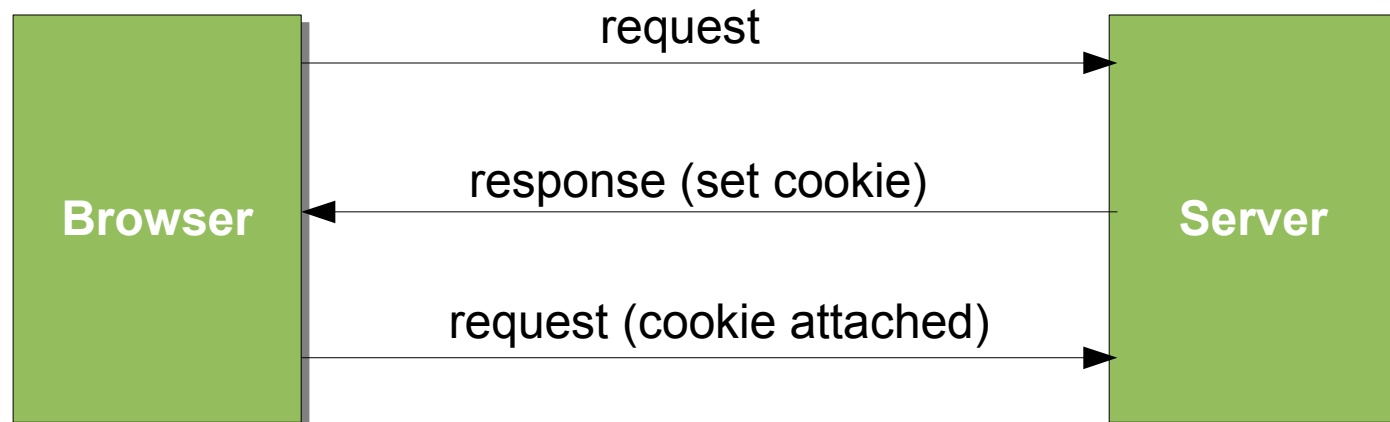 request
response (set cookie)
Browser
Server
request (cookie attached)